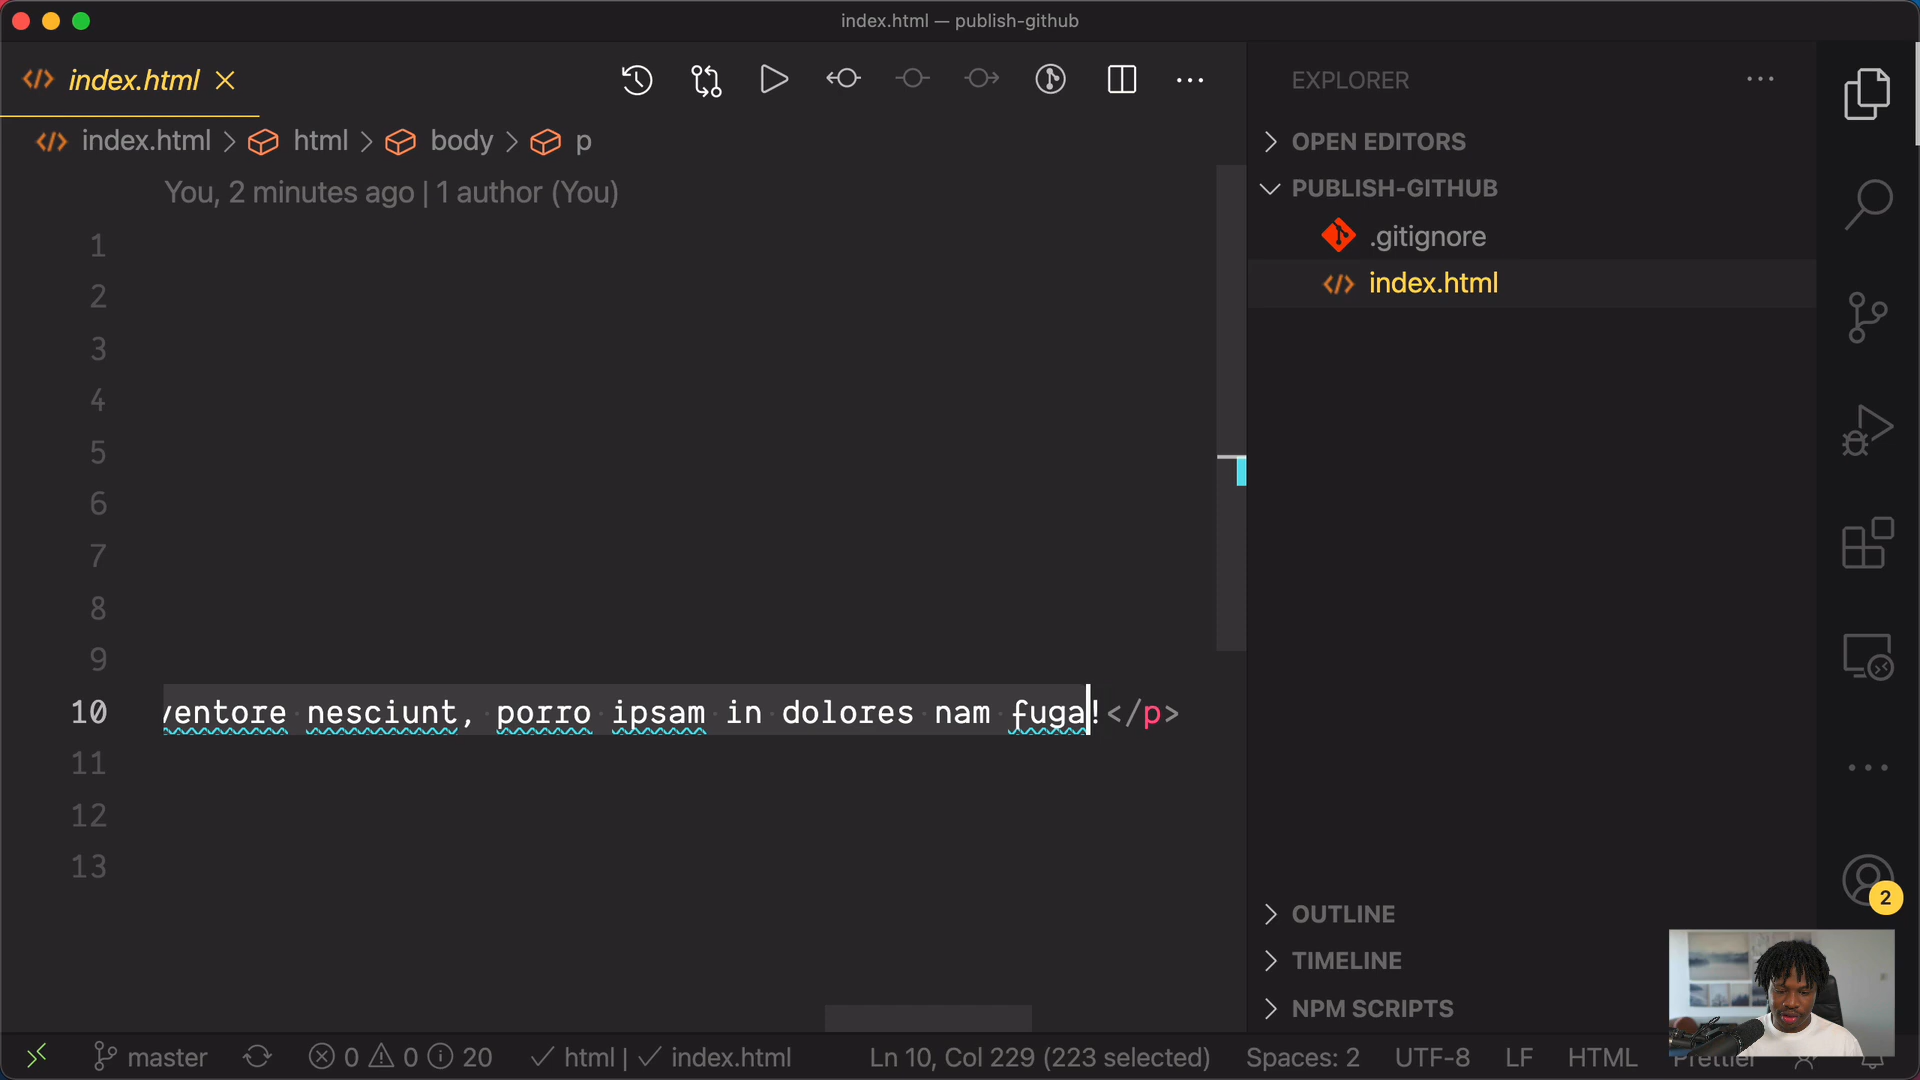 index.html — publish-github
index.html
index.html > html > body > p
You, 2 minutes ago | 1 author (You)
1
2
3
4
5
6
7
8
9
10 ventore nesciunt, porro ipsam in dolores nam fuga!</p>
11
12
13
EXPLORER
OPEN EDITORS
PUBLISH-GITHUB
.gitignore
index.html
OUTLINE
TIMELINE
NPM SCRIPTS
2
master 0 0 20 html | index.html Ln 10, Col 229 (223 selected) Spaces: 2 UTF-8 LF HTML Prettier